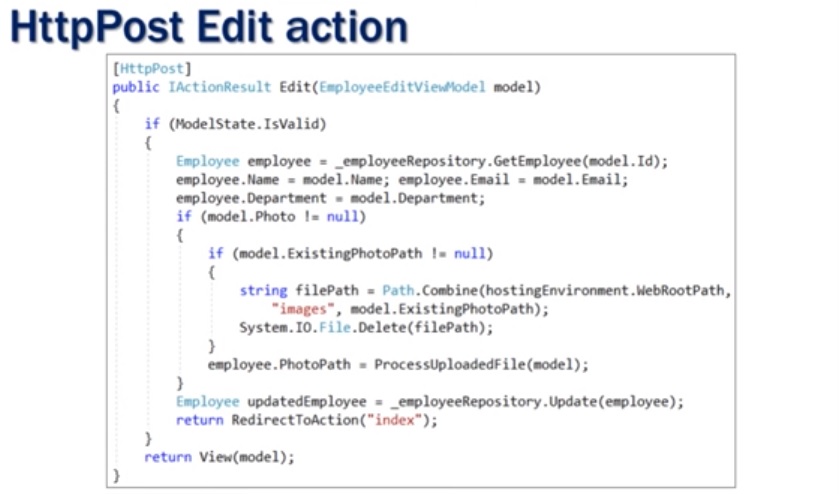 HttpPost Edit action
[HttpPost]
public IActionResult Edit(EmployeeEditViewModel model)
{
    if (ModelState.IsValid)
    {
        Employee employee = _employeeRepository.GetEmployee(model.Id);
        employee.Name = model.Name; employee.Email = model.Email;
        employee.Department = model.Department;
        if (model.Photo != null)
        {
            if (model.ExistingPhotoPath != null)
            {
                string filePath = Path.Combine(hostingEnvironment.WebRootPath,
                    "images", model.ExistingPhotoPath);
                System.IO.File.Delete(filePath);
            }
            employee.PhotoPath = ProcessUploadedFile(model);
        }
        Employee updatedEmployee = _employeeRepository.Update(employee);
        return RedirectToAction("index");
    }
    return View(model);
}